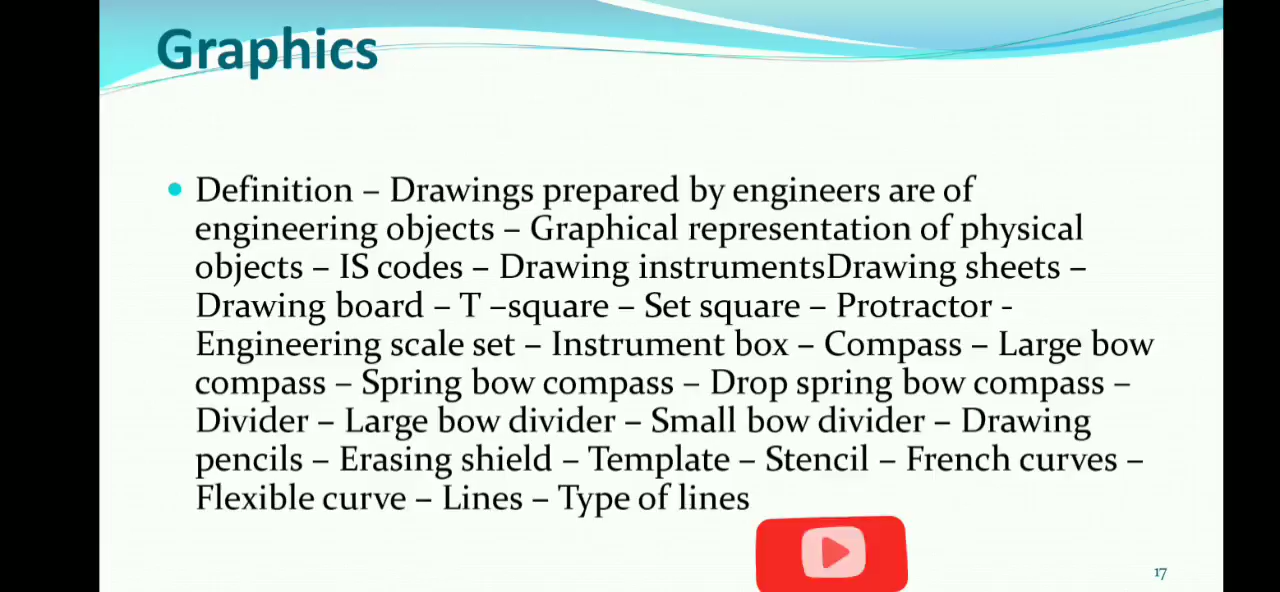 Graphics
Definition – Drawings prepared by engineers are of
engineering objects – Graphical representation of physical
objects – IS codes – Drawing instrumentsDrawing sheets –
Drawing board – T –square – Set square – Protractor -
Engineering scale set – Instrument box – Compass – Large bow
compass – Spring bow compass – Drop spring bow compass –
Divider – Large bow divider – Small bow divider – Drawing
pencils – Erasing shield – Template – Stencil – French curves –
Flexible curve – Lines – Type of lines
17